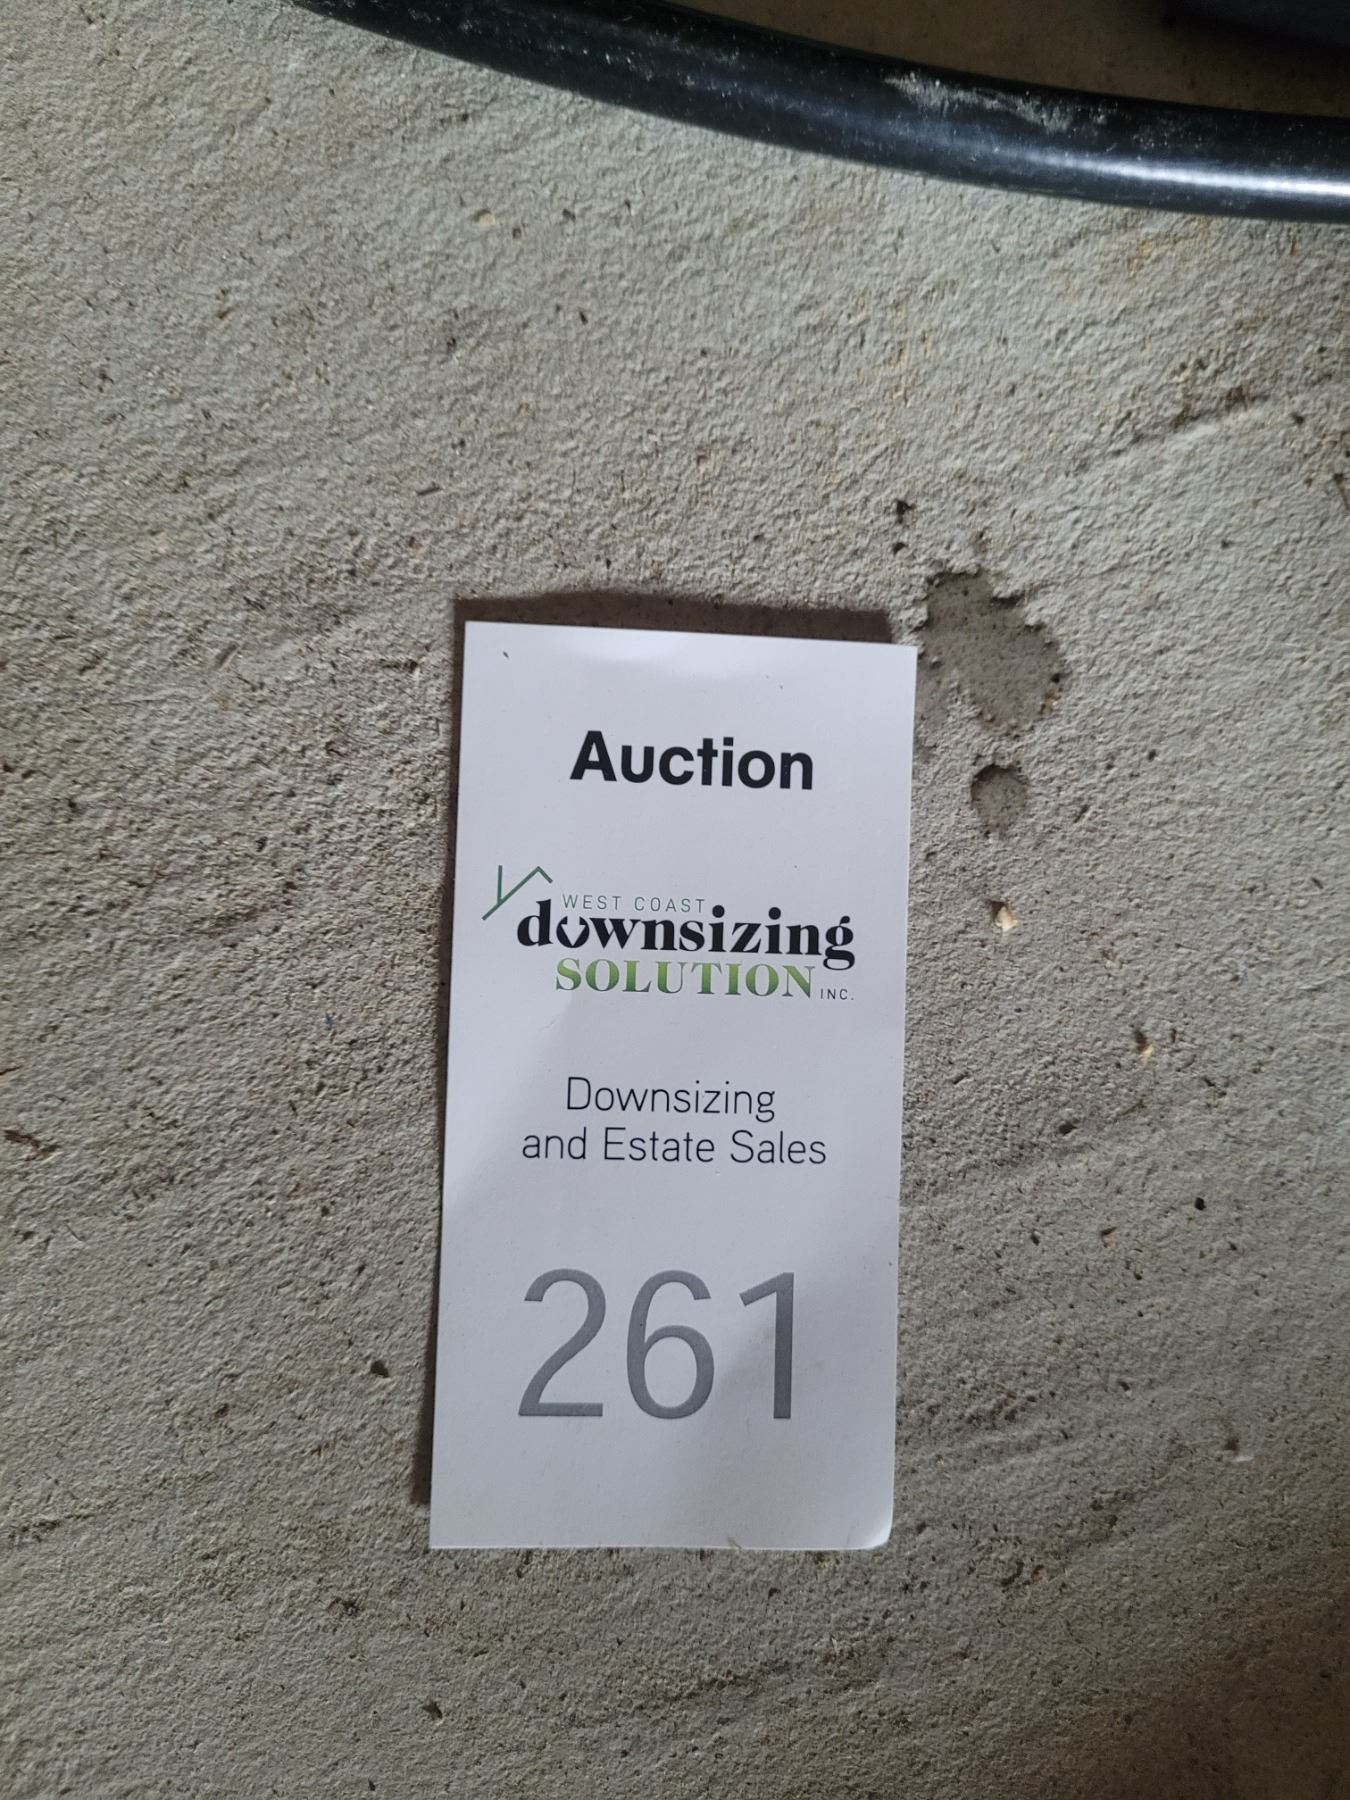 Auction
WEST COAST
downsizing
SOLUTION INC.
Downsizing
and Estate Sales
261